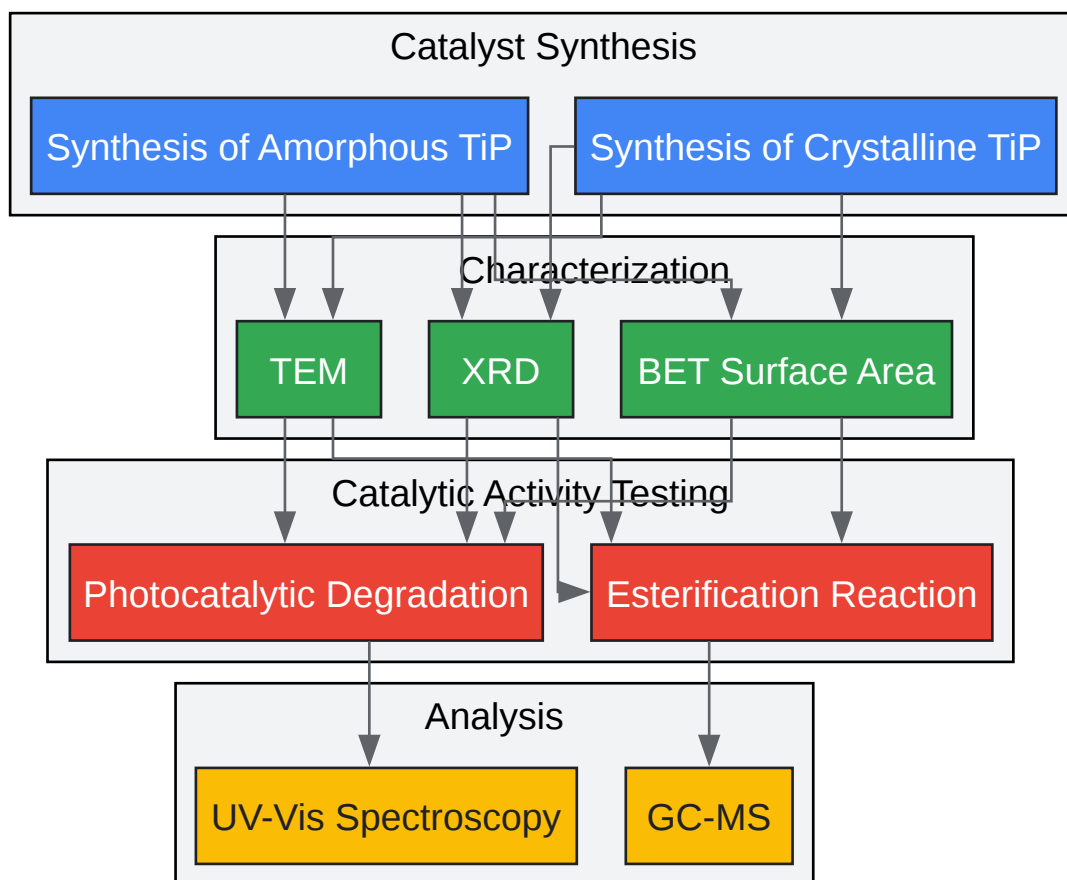 Catalyst Synthesis
Synthesis of Amorphous TiP
Synthesis of Crystalline TiP
Characterization
TEM
XRD
BET Surface Area
Catalytic Activity Testing
Photocatalytic Degradation
Esterification Reaction
Analysis
UV-Vis Spectroscopy
GC-MS